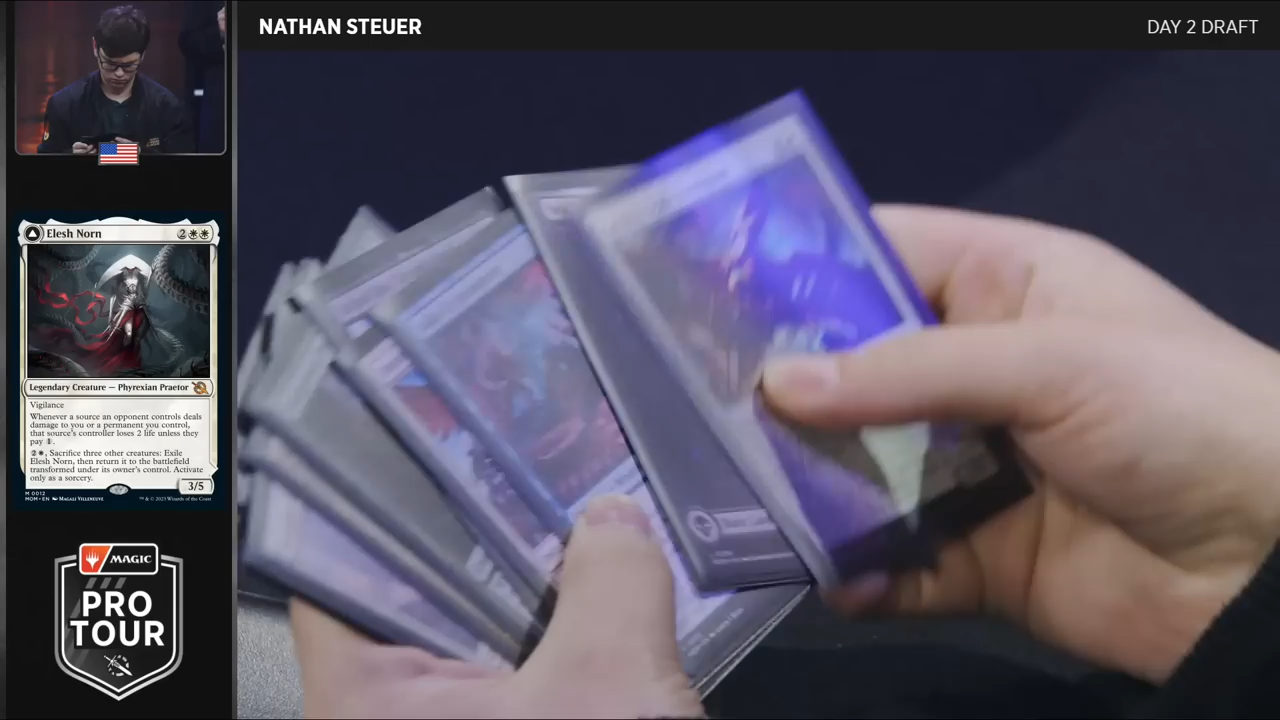 NATHAN STEUER
DAY 2 DRAFT
Elesh Norn
2
Legendary Creature — Phyrexian Praetor
Vigilance
Whenever a source an opponent controls deals
damage to you or a permanent you control,
that source's controller loses 2 life unless they
pay 1.
2, Sacrifice three other creatures: Exile
Elesh Norn, then return it to the battlefield
transformed under its owner's control. Activate
only as a sorcery.
3/5
M 0012
MOM • EN MAGALI VILLENEUVE
™ & © 2023 Wizards of the Coast
MAGIC
PRO
TOUR